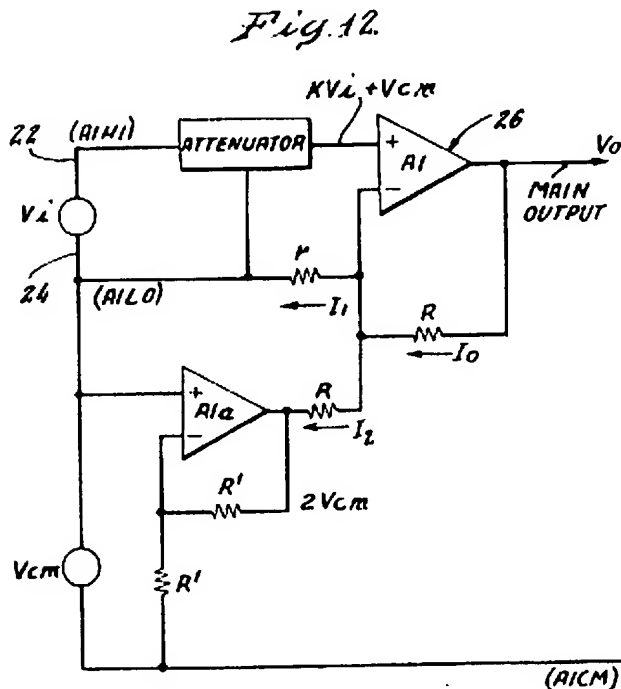 Fig. 12.
KVi + Vcm
22
(AIHI)
ATTENUATOR
+
A1
−
26
Vo
MAIN
OUTPUT
Vi
24
(AILO)
r
I1
R
Io
+
A1a
−
R
I2
R'
2Vcm
Vcm
R'
(AICM)